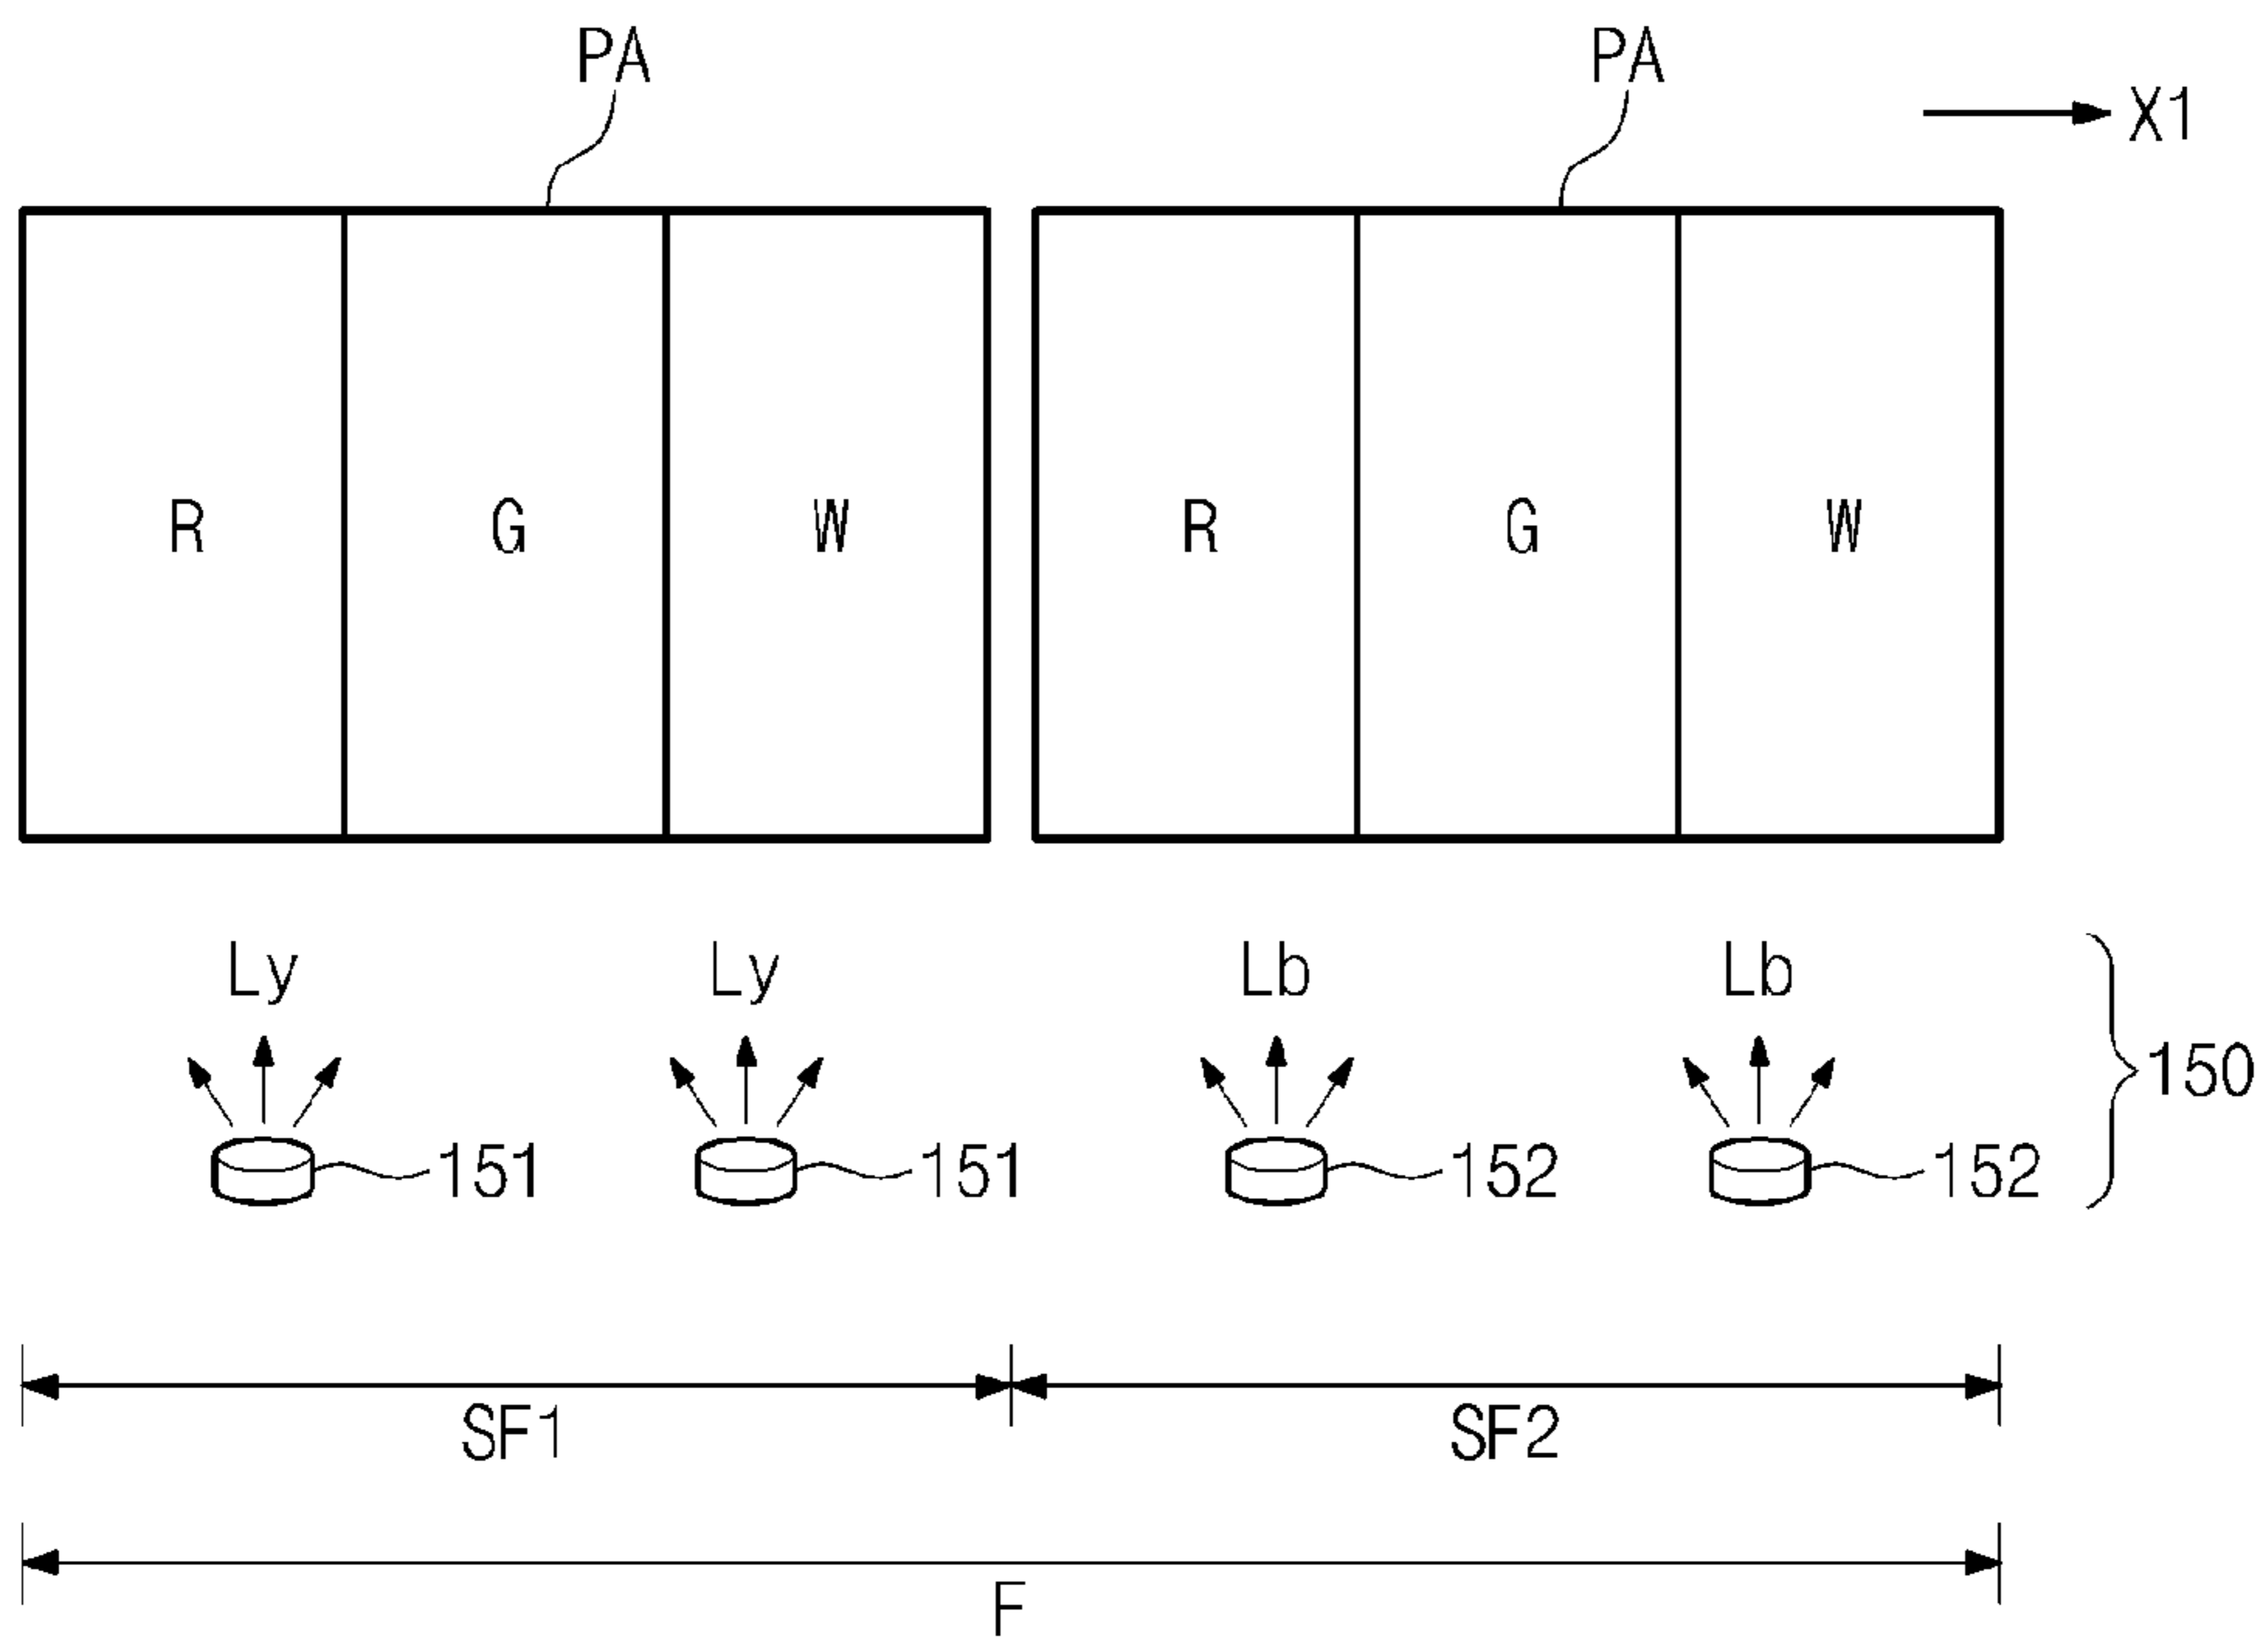 PA PA
X1
R G W R G W
Ly Ly Lb Lb
150
151 151 152 152
SF1 SF2
F